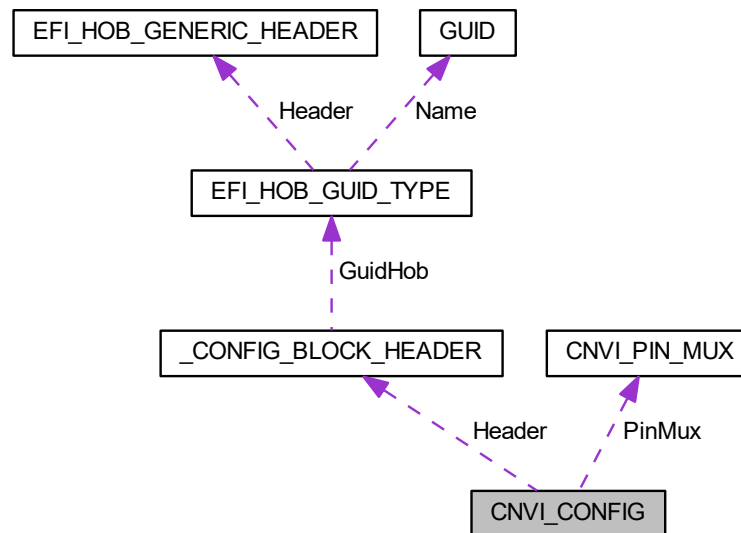 EFI_HOB_GENERIC_HEADER
GUID
Header
Name
EFI_HOB_GUID_TYPE
GuidHob
_CONFIG_BLOCK_HEADER
CNVI_PIN_MUX
Header
PinMux
CNVI_CONFIG